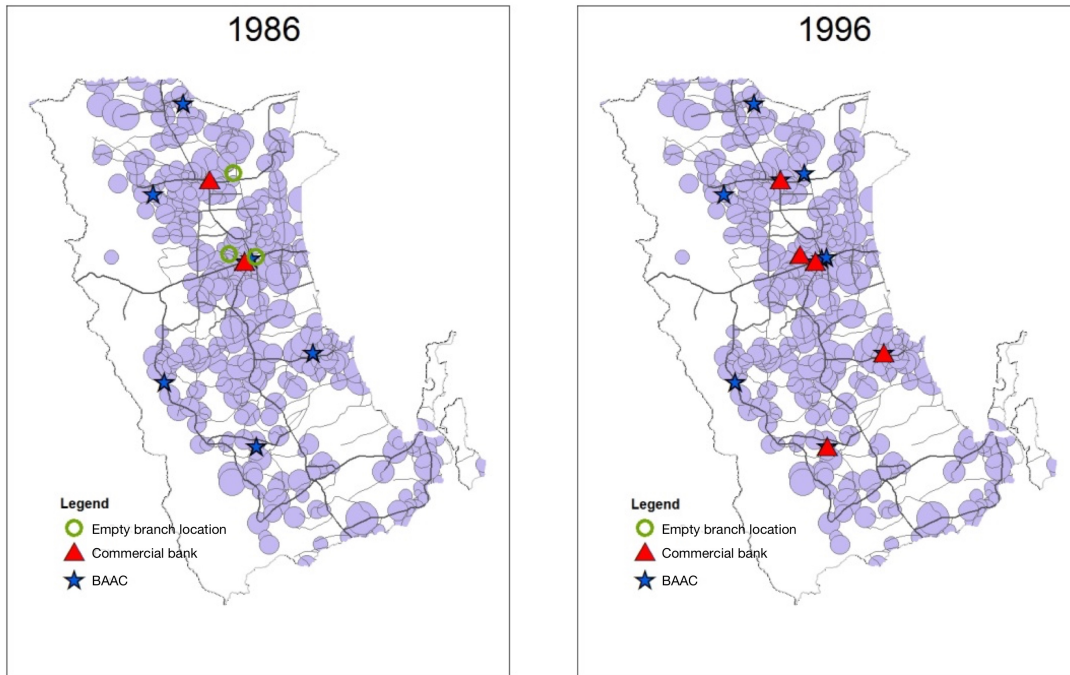 1986
Legend
Empty branch location
Commercial bank
BAAC
1996
Legend
Empty branch location
Commercial bank
BAAC